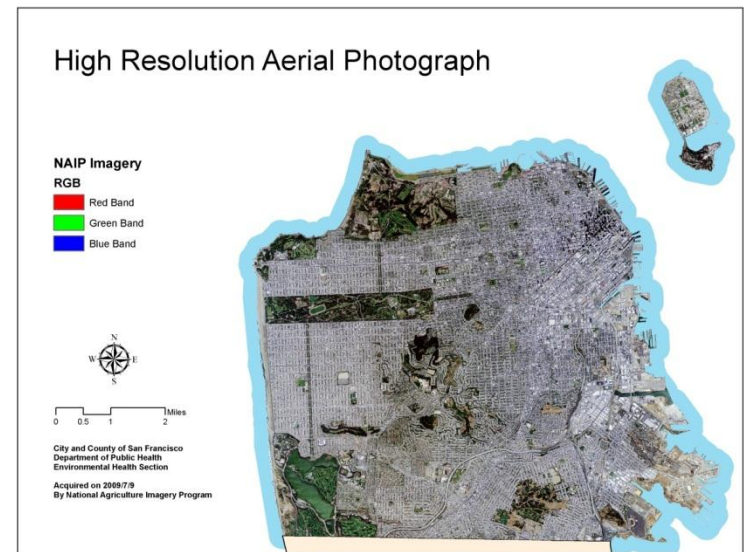 High Resolution Aerial Photograph
NAIP Imagery
RGB
Red Band
Green Band
Blue Band
N
W E
S
Miles
0 0.5 1 2
City and County of San Francisco
Department of Public Health
Environmental Health Section
Acquired on 2009/7/9
By National Agriculture Imagery Program